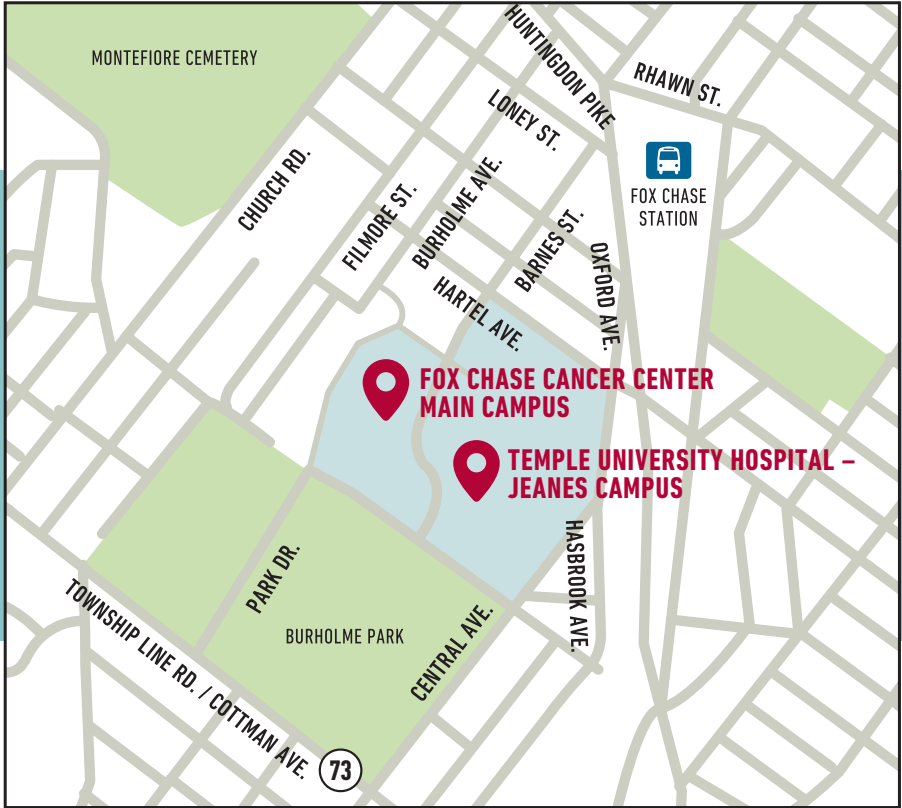 MONTEFIORE CEMETERY
HUNTINGDON PIKE
RHAWN ST.
LONEY ST.
CHURCH RD.
FILMORE ST.
BURHOLME AVE.
BARNES ST.
FOX CHASE
STATION
OXFORD AVE.
HARTEL AVE.
FOX CHASE CANCER CENTER
MAIN CAMPUS
TEMPLE UNIVERSITY HOSPITAL –
JEANES CAMPUS
HASBROOK AVE.
PARK DR.
BURHOLME PARK
CENTRAL AVE.
TOWNSHIP LINE RD. / COTTMAN AVE.
73